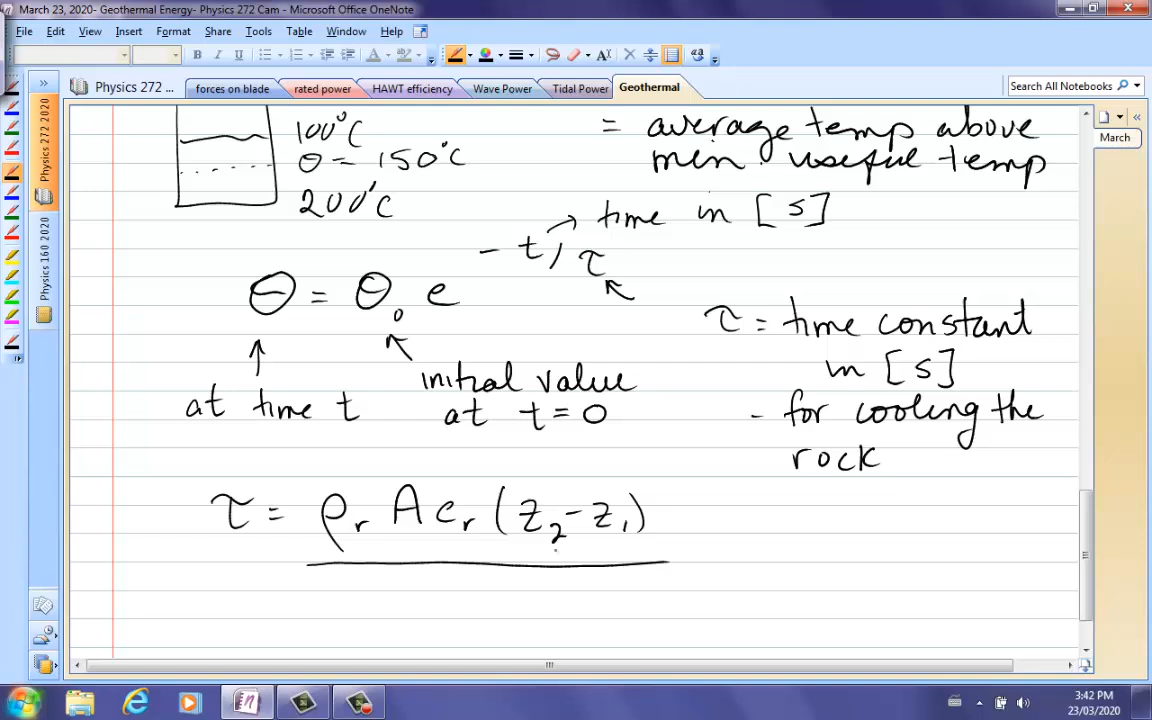 March 23, 2020- Geothermal Energy- Physics 272 Cam - Microsoft Office OneNote
File Edit View Insert Format Share Tools Table Window Help
B I U
Physics 272 ... forces on blade rated power HAWT efficiency Wave Power Tidal Power Geothermal Search All Notebooks
March
Physics 272 2020
Physics 160 2020
100°C
θ = 150°C
200°C
= average temp above
min useful temp
time in [s]
θ = θ₀ e^(-t/τ)
at time t
initial value
at t = 0
τ = time constant
in [s]
- for cooling the
rock
τ = ρᵣ A cᵣ (z₂ - z₁)
3:42 PM
23/03/2020